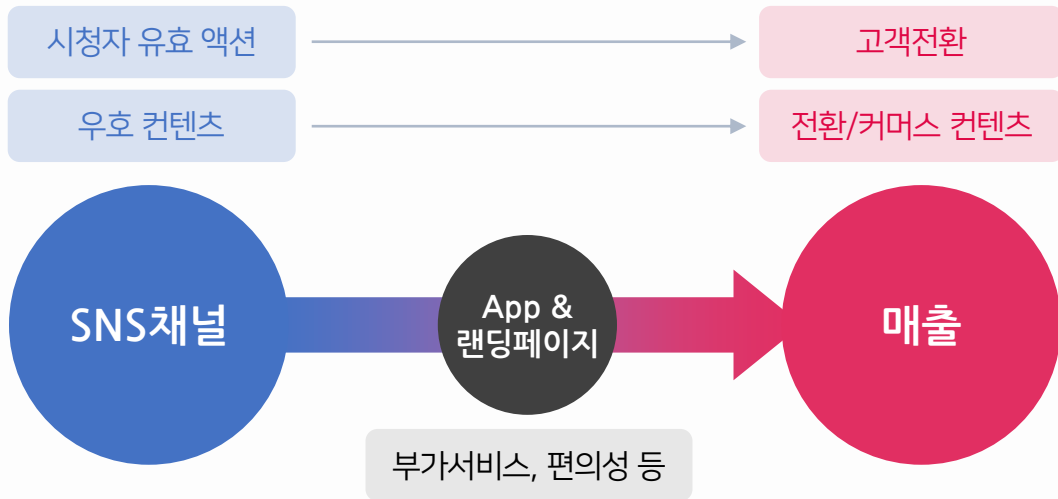 시청자 유효 액션
고객전환
우호 컨텐츠
전환/커머스 컨텐츠
SNS채널
App &
랜딩페이지
매출
부가서비스, 편의성 등